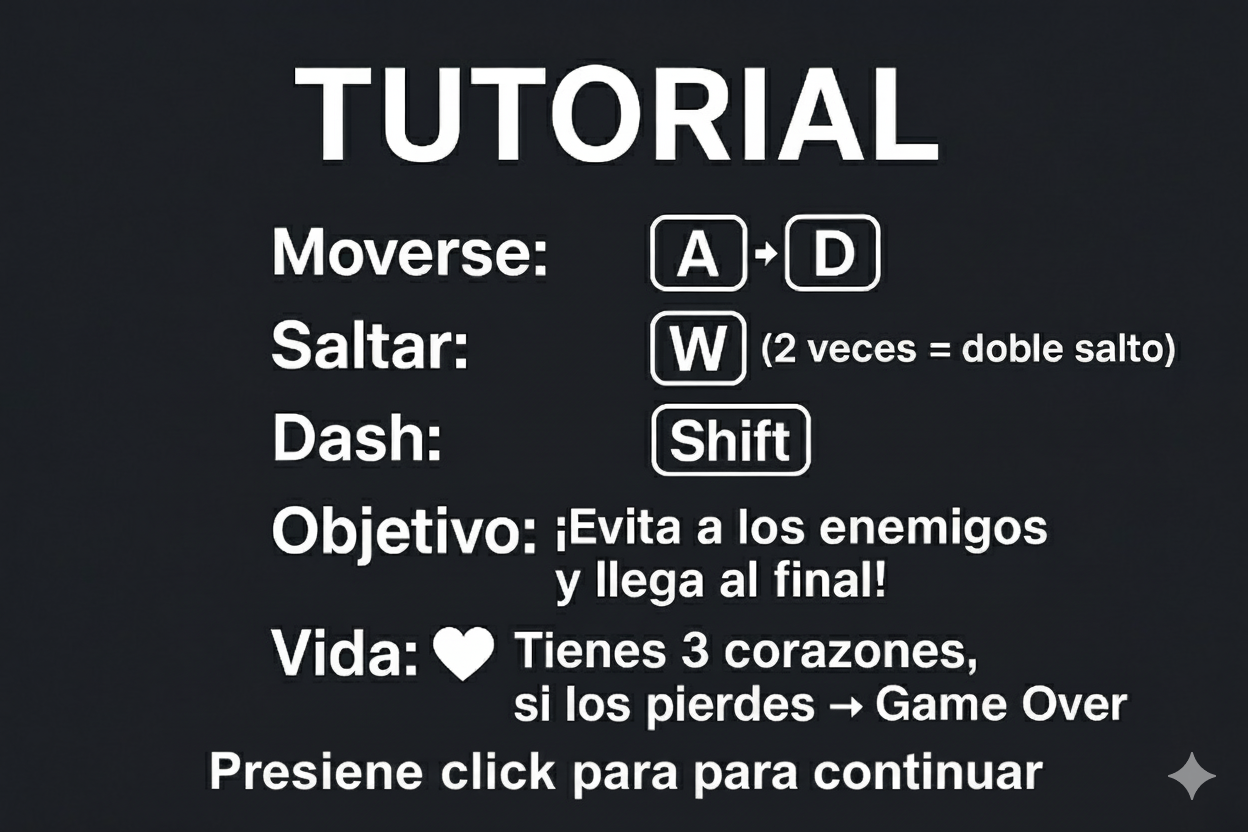 TUTORIAL
Moverse: A → D
Saltar: W (2 veces = doble salto)
Dash: Shift
Objetivo: ¡Evita a los enemigos
y llega al final!
Vida: ♥ Tienes 3 corazones,
si los pierdes → Game Over
Presiene click para para continuar